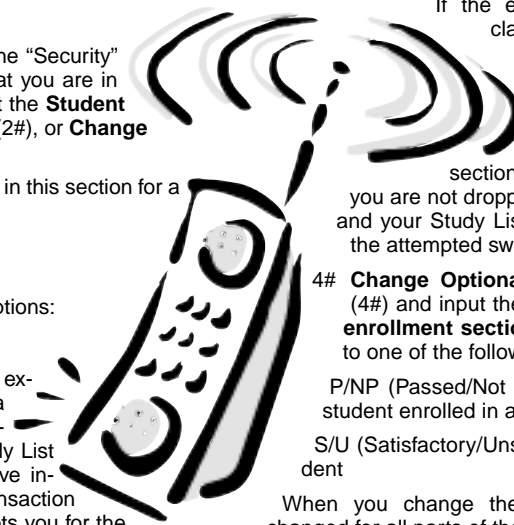 he "Security"
at you are in
t the Student
(2#), or Change
in this section for a
otions:
ex-
a
-
dy List
ve in-
nsaction
ts you for the
If the e
cla
section
you are not dropp
and your Study Lis
the attempted sw
4# Change Optiona
(4#) and input the
enrollment sectio
to one of the follow
P/NP (Passed/Not
student enrolled in a
S/U (Satisfactory/Uns
dent
When you change the
changed for all parts of the